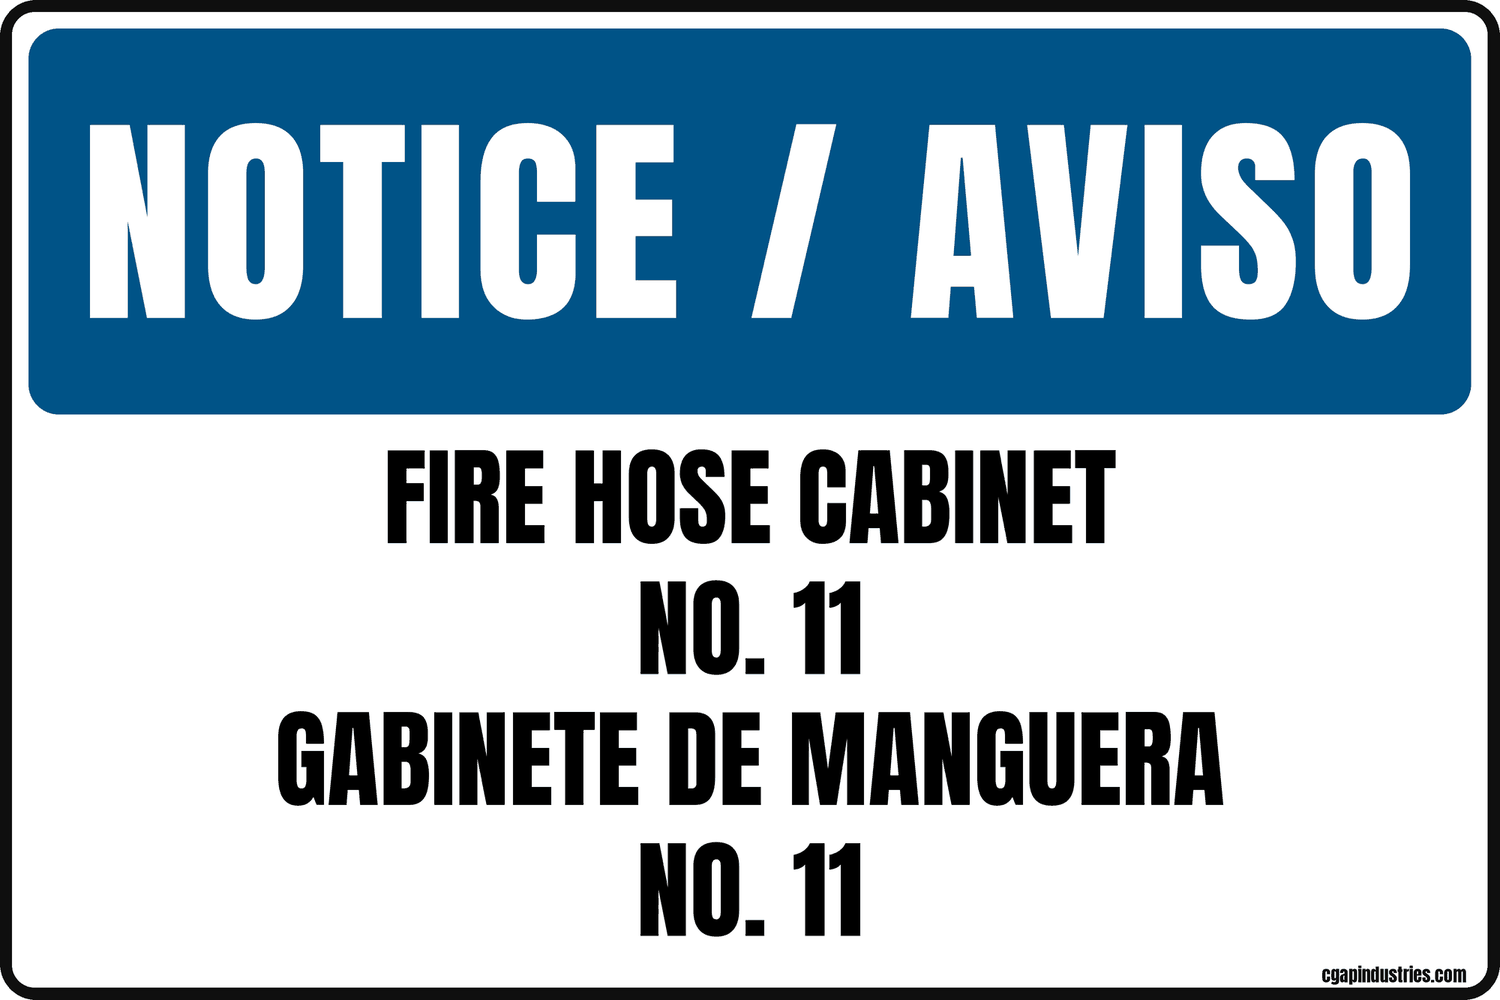 NOTICE / AVISO
FIRE HOSE CABINET
NO. 11
GABINETE DE MANGUERA
NO. 11
cgapindustries.com